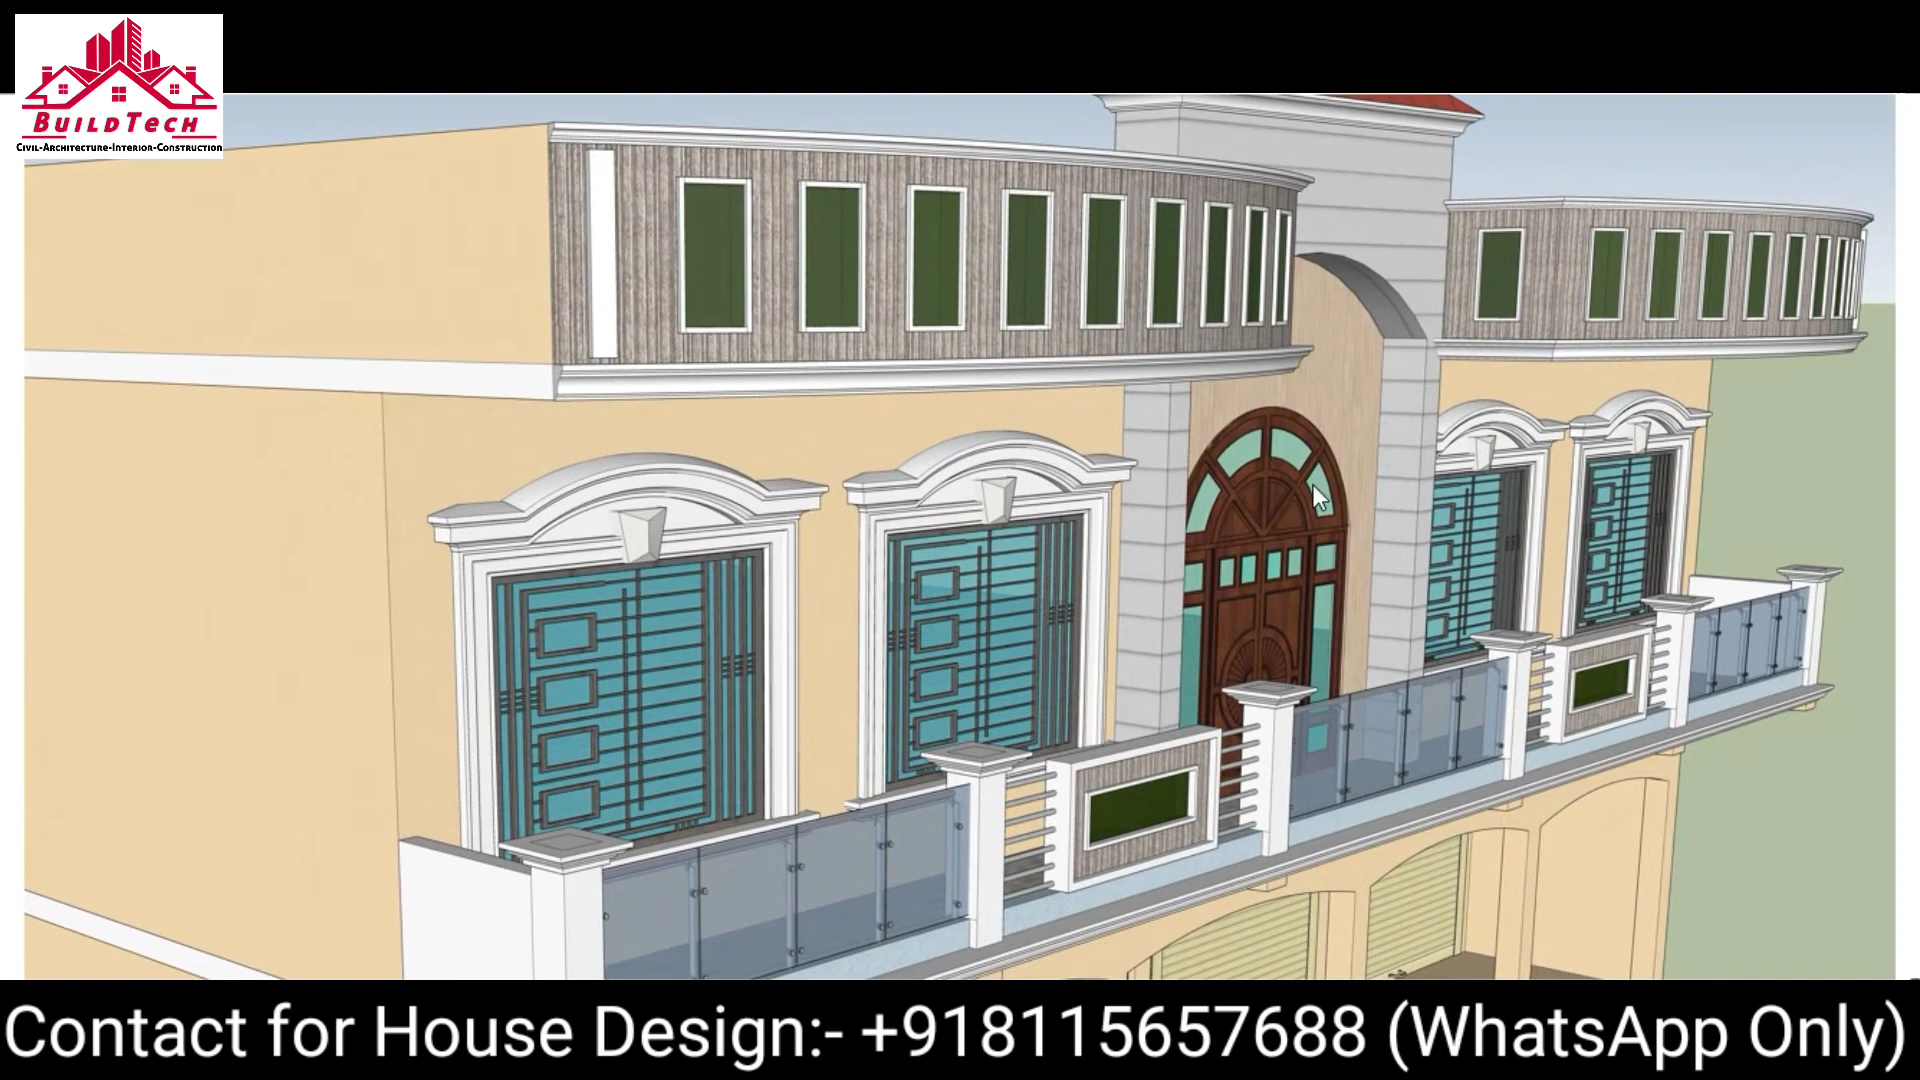 BUILDTECH
CIVIL-ARCHITECTURE-INTERIOR-CONSTRUCTION
Contact for House Design:- +918115657688 (WhatsApp Only)